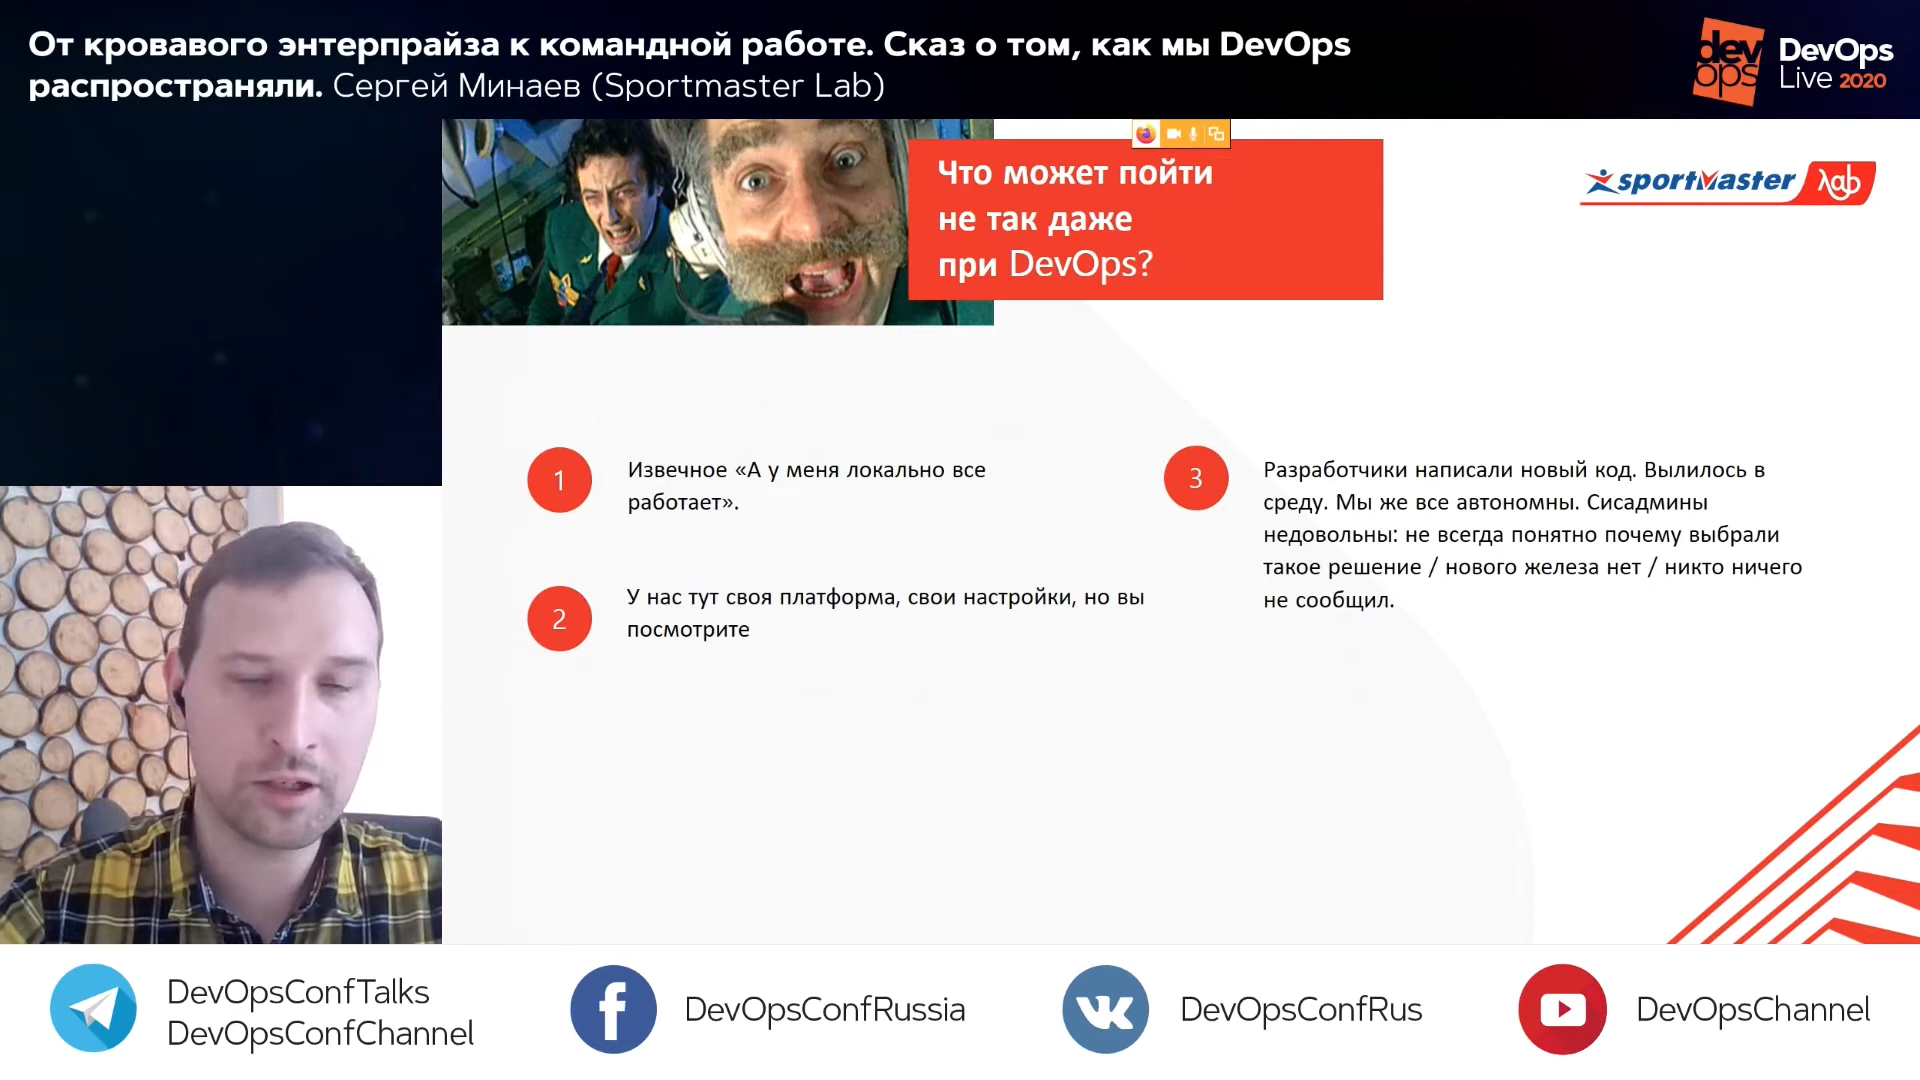 От кровавого энтерпрайза к командной работе. Сказ о том, как мы DevOps
распространяли. Сергей Минаев (Sportmaster Lab)
dev
ops
DevOps
Live 2020
Что может пойти
не так даже
при DevOps?
sportmaster lab
1
Извечное «А у меня локально все
работает».
2
У нас тут своя платформа, свои настройки, но вы
посмотрите
3
Разработчики написали новый код. Вылилось в
среду. Мы же все автономны. Сисадмины
недовольны: не всегда понятно почему выбрали
такое решение / нового железа нет / никто ничего
не сообщил.
DevOpsConfTalks
DevOpsConfChannel
DevOpsConfRussia
DevOpsConfRus
DevOpsChannel